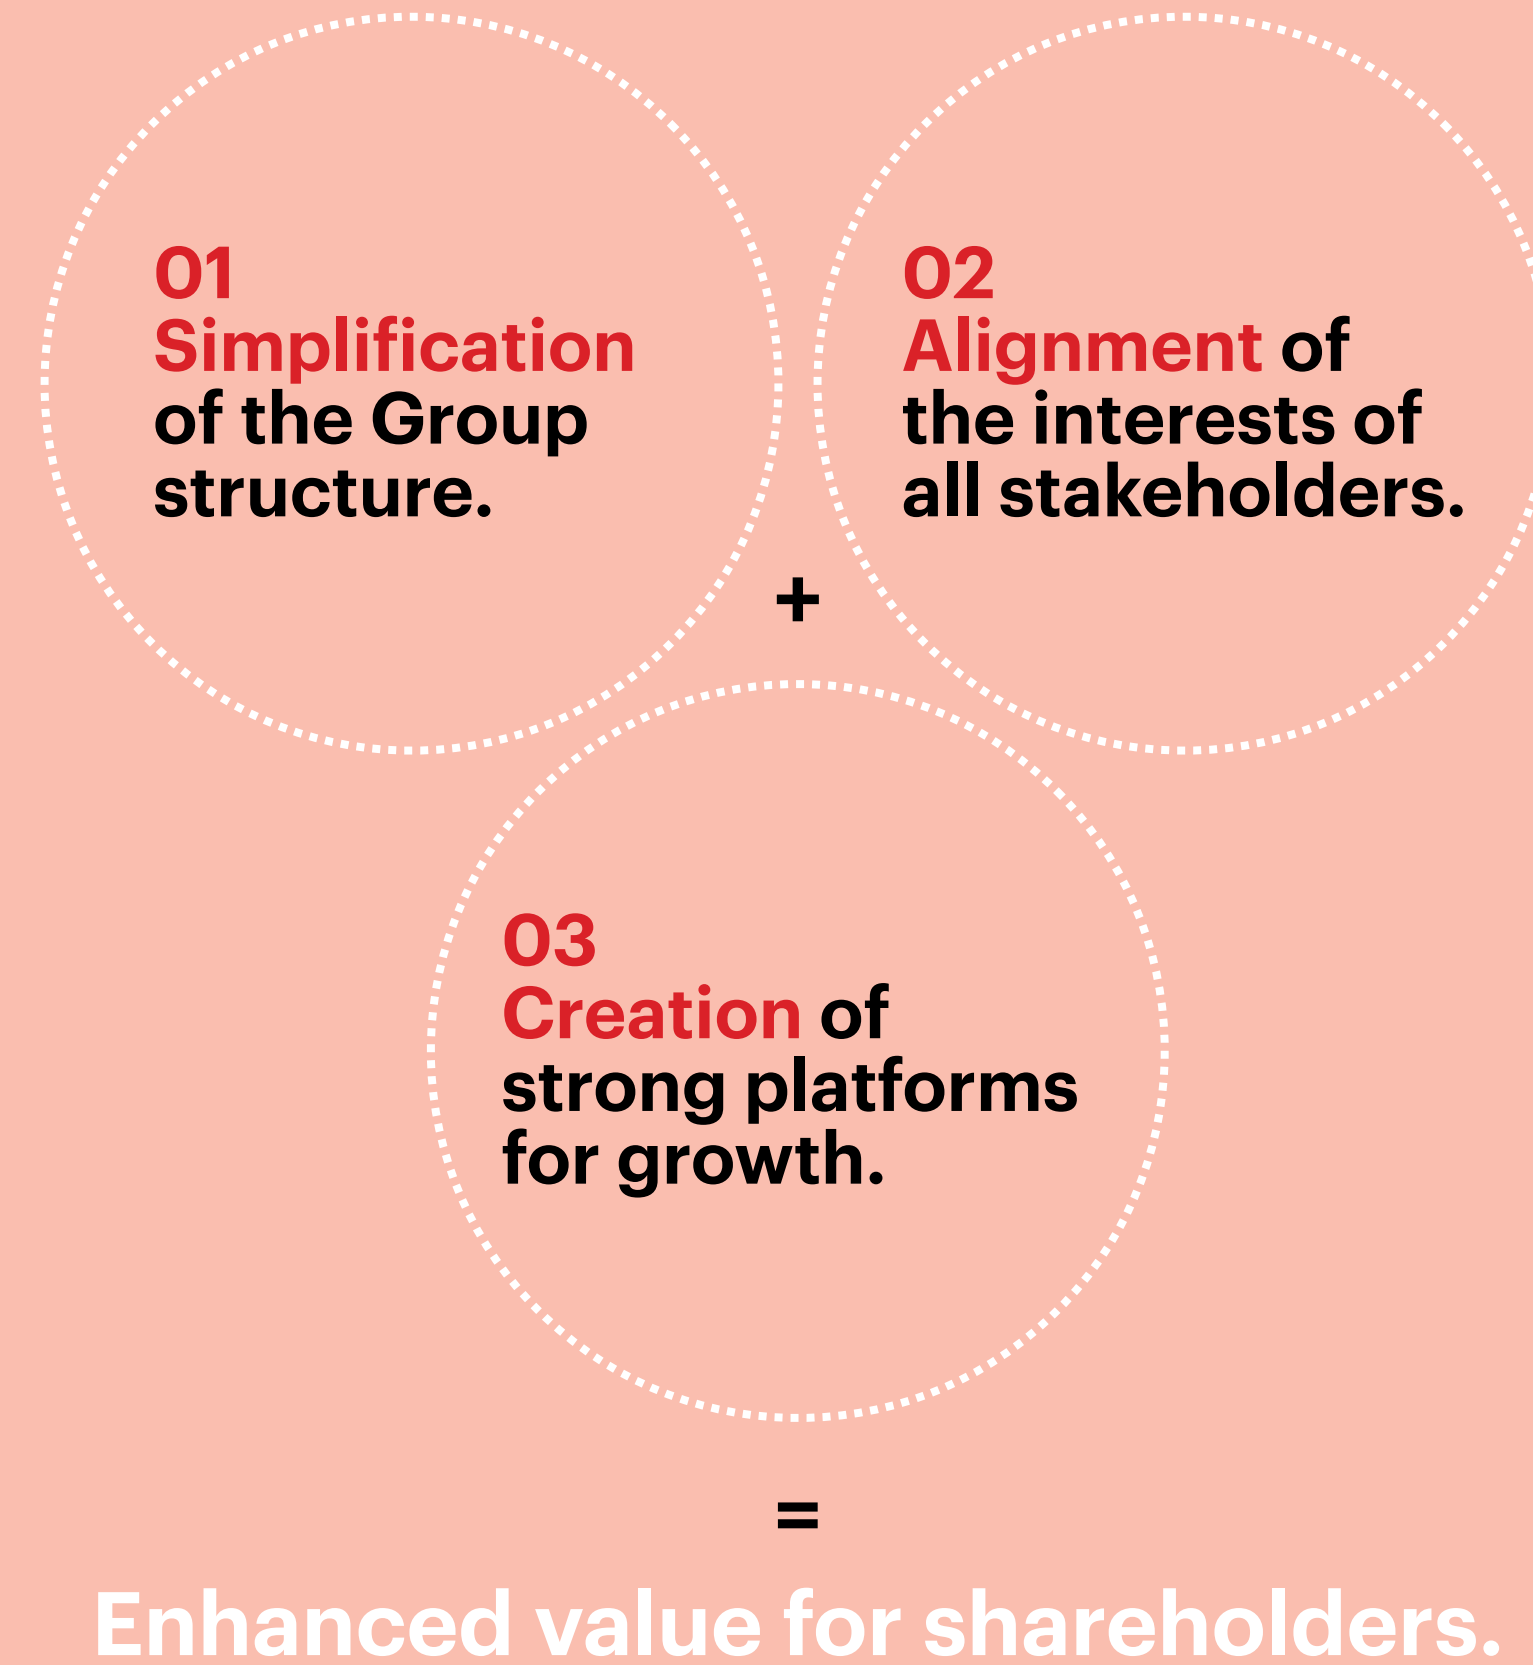 01
Simplification
of the Group
structure.
02
Alignment of
the interests of
all stakeholders.
+
03
Creation of
strong platforms
for growth.
=
Enhanced value for shareholders.